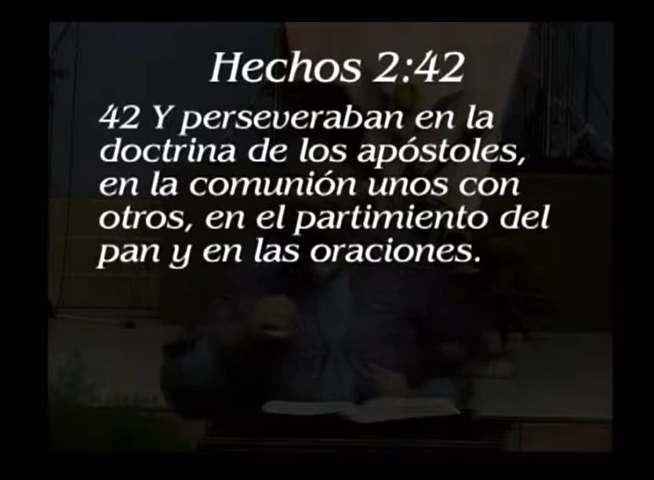 Hechos 2:42
42 Y perseveraban en la
doctrina de los apóstoles,
en la comunión unos con
otros, en el partimiento del
pan y en las oraciones.